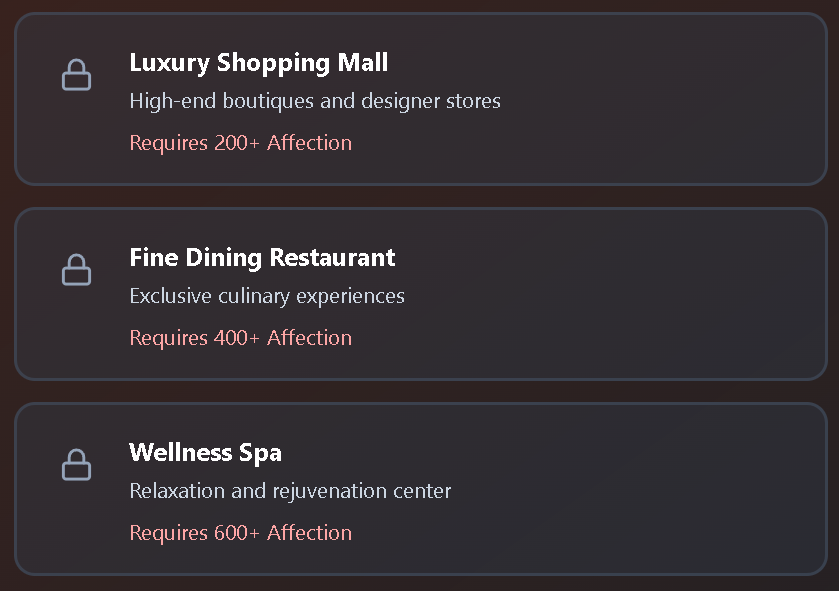 Luxury Shopping Mall
High-end boutiques and designer stores
Requires 200+ Affection
Fine Dining Restaurant
Exclusive culinary experiences
Requires 400+ Affection
Wellness Spa
Relaxation and rejuvenation center
Requires 600+ Affection